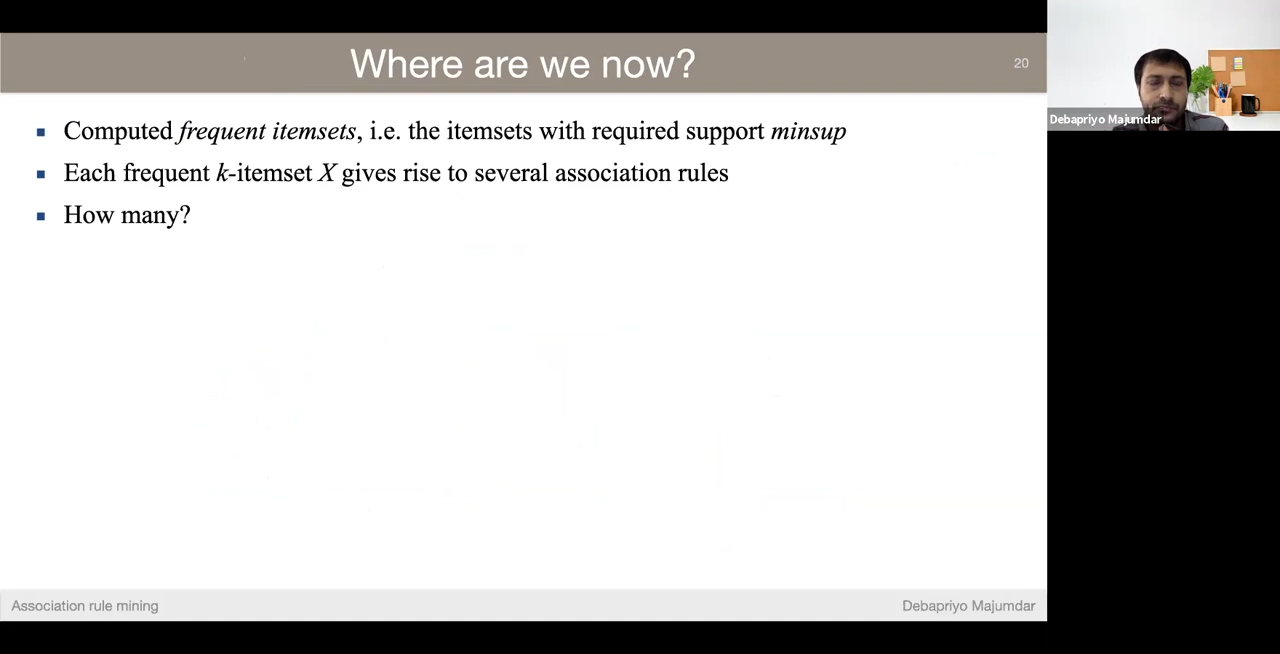 Where are we now?
20
▪ Computed frequent itemsets, i.e. the itemsets with required support minsup
▪ Each frequent k-itemset X gives rise to several association rules
▪ How many?
Debapriyo Majumdar
Association rule mining
Debapriyo Majumdar